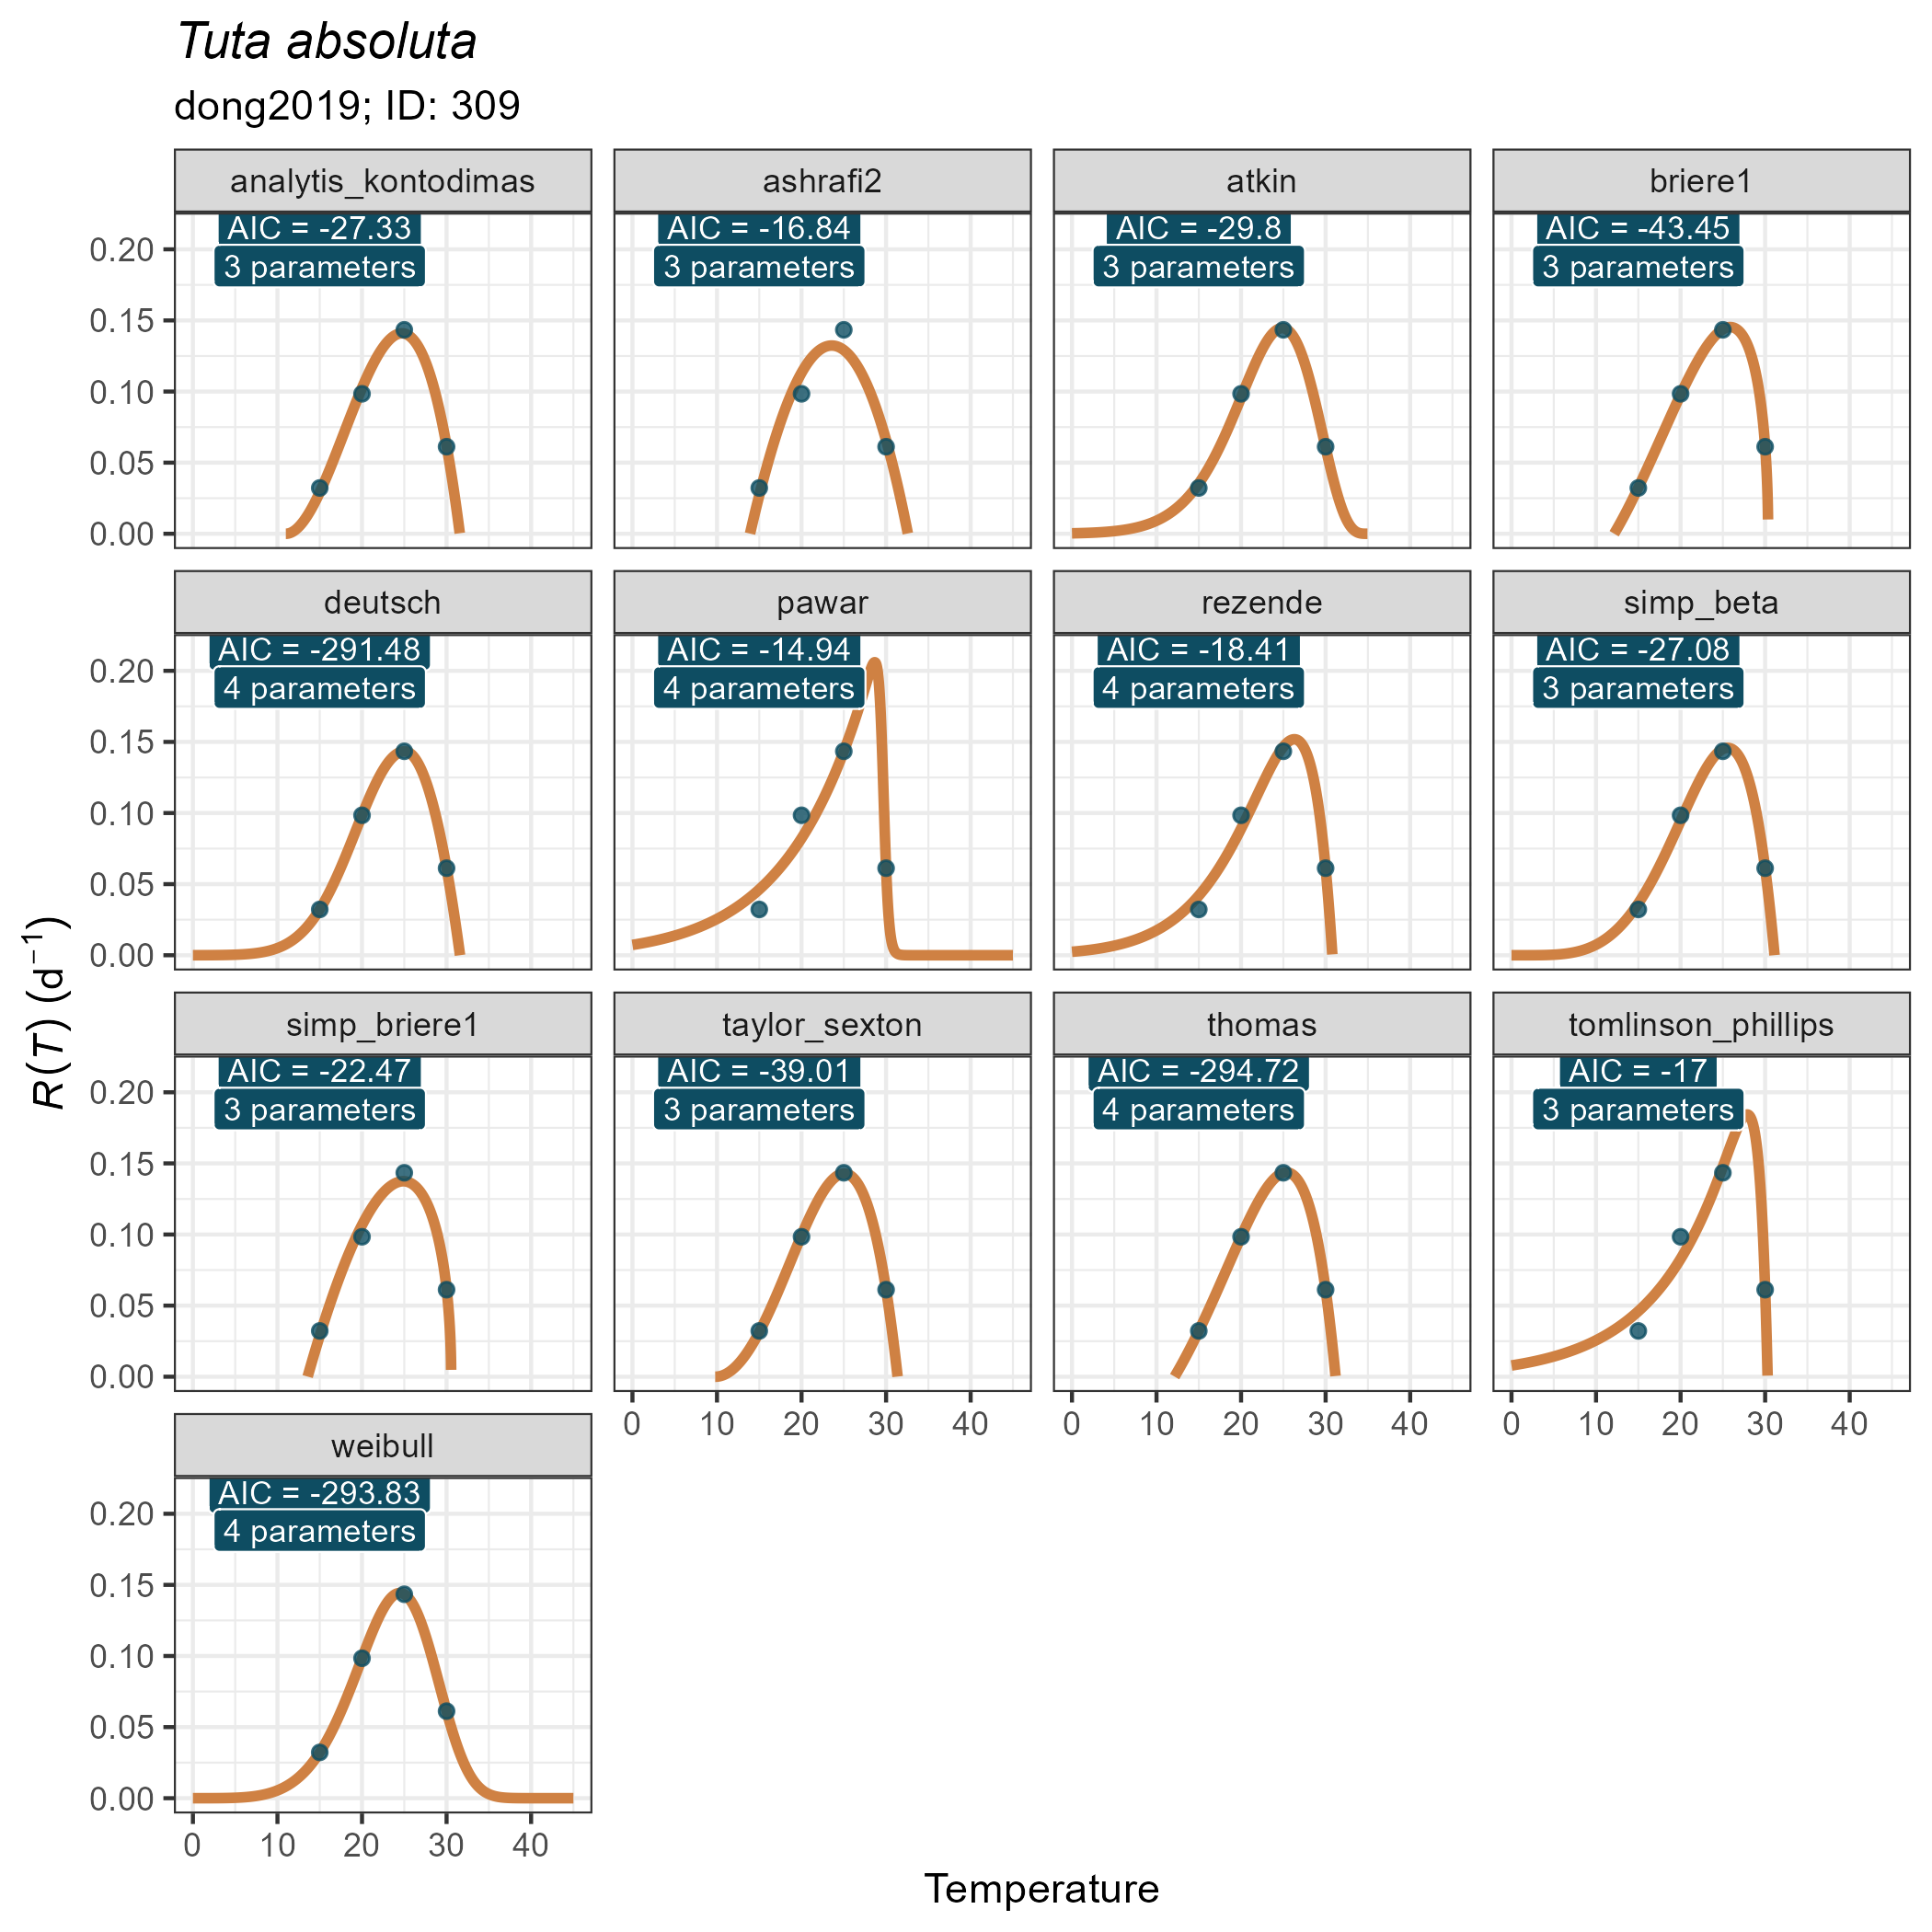 Tuta absoluta
dong2019; ID: 309
analytis_kontodimas
ashrafi2
atkin
briere1
AIC = -27.33
3 parameters
AIC = -16.84
3 parameters
AIC = -29.8
3 parameters
AIC = -43.45
3 parameters
0.20
0.15
0.10
0.05
0.00
deutsch
pawar
rezende
simp_beta
AIC = -291.48
4 parameters
AIC = -14.94
4 parameters
AIC = -18.41
4 parameters
AIC = -27.08
3 parameters
0.20
0.15
0.10
0.05
0.00
R(T) (d⁻¹)
simp_briere1
taylor_sexton
thomas
tomlinson_phillips
AIC = -22.47
3 parameters
AIC = -39.01
3 parameters
AIC = -294.72
4 parameters
AIC = -17
3 parameters
0.20
0.15
0.10
0.05
0.00
0 10 20 30 40
0 10 20 30 40
0 10 20 30 40
weibull
AIC = -293.83
4 parameters
0.20
0.15
0.10
0.05
0.00
0 10 20 30 40
Temperature